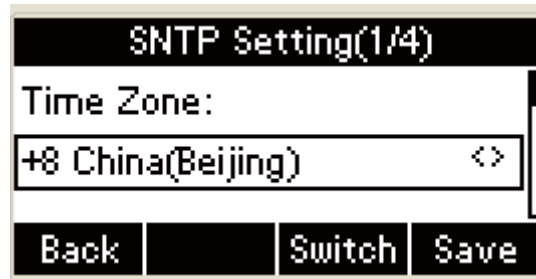 SNTP Setting(1/4)
Time Zone:
+8 China(Beijing) <>
Back Switch Save